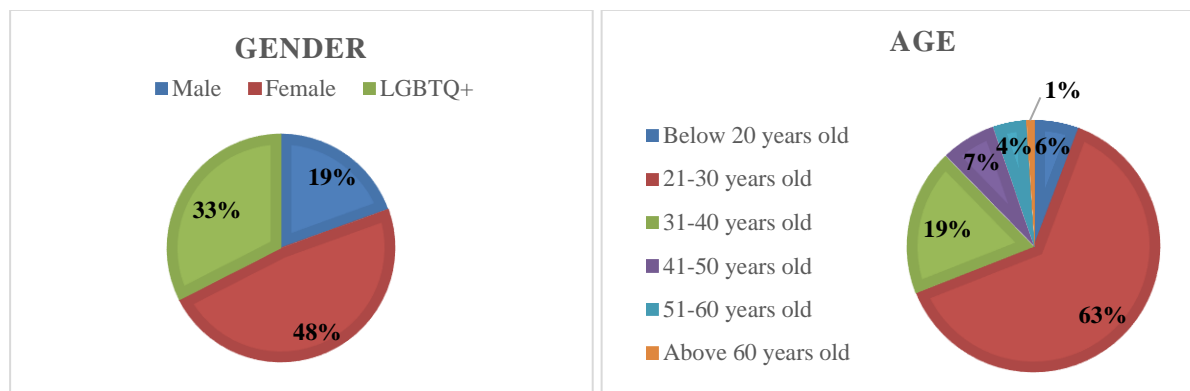 GENDER
Male Female LGBTQ+
19%
33%
48%
AGE
1%
Below 20 years old
21-30 years old
31-40 years old
41-50 years old
51-60 years old
Above 60 years old
4% 6%
7%
19%
63%